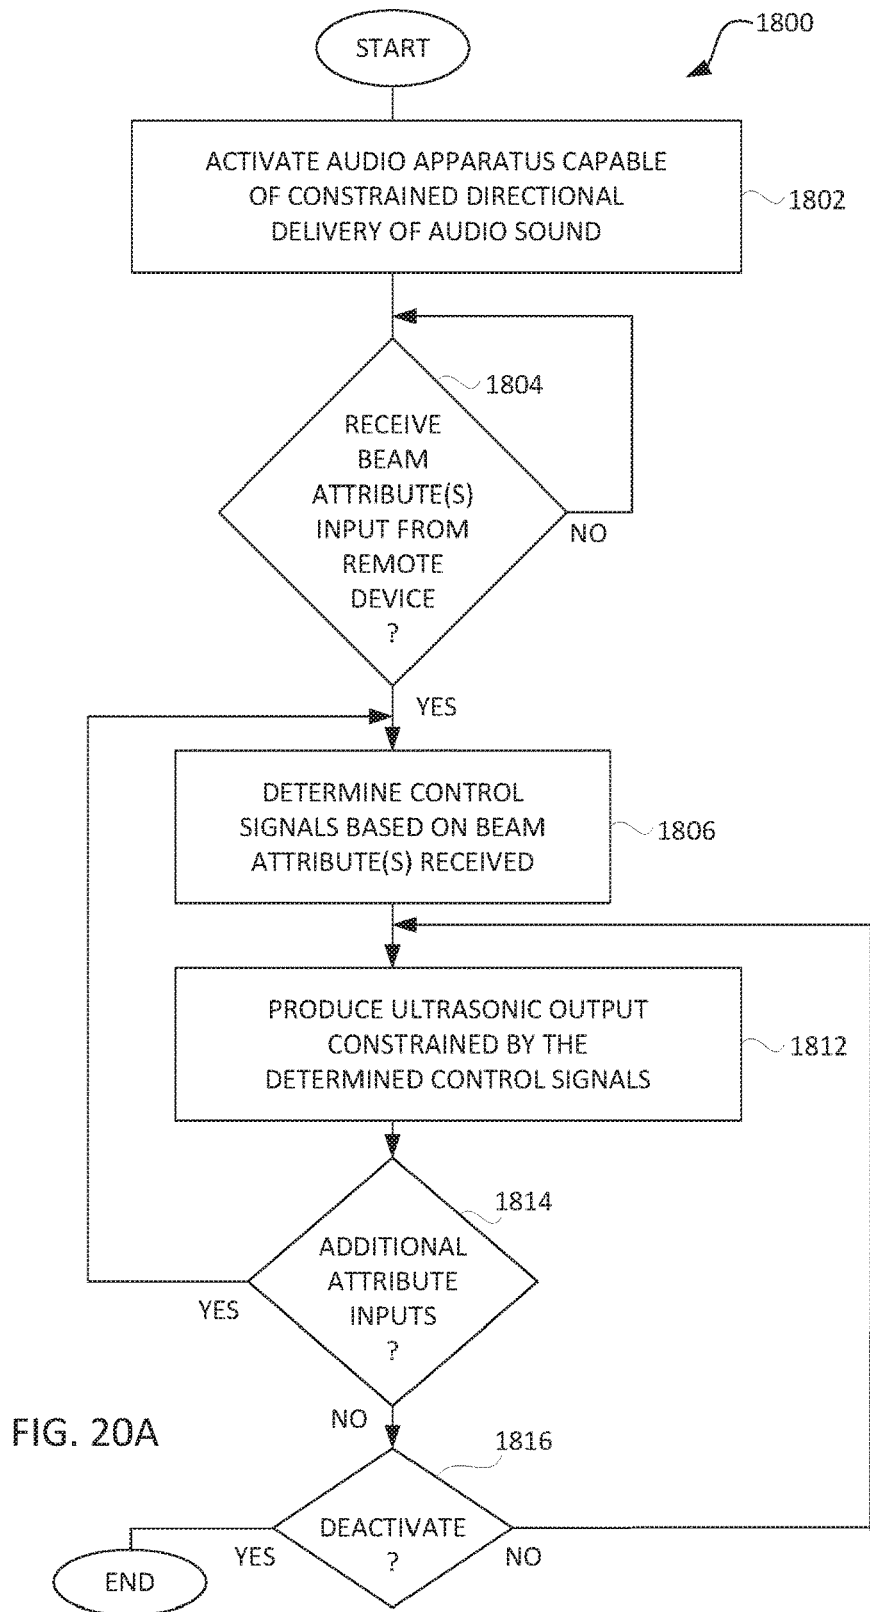 START
1800
ACTIVATE AUDIO APPARATUS CAPABLE
OF CONSTRAINED DIRECTIONAL
DELIVERY OF AUDIO SOUND
1802
1804
RECEIVE
BEAM
ATTRIBUTE(S)
INPUT FROM
REMOTE
DEVICE
?
NO
YES
DETERMINE CONTROL
SIGNALS BASED ON BEAM
ATTRIBUTE(S) RECEIVED
1806
PRODUCE ULTRASONIC OUTPUT
CONSTRAINED BY THE
DETERMINED CONTROL SIGNALS
1812
1814
ADDITIONAL
ATTRIBUTE
INPUTS
?
YES
NO
FIG. 20A
1816
DEACTIVATE
?
YES
NO
END